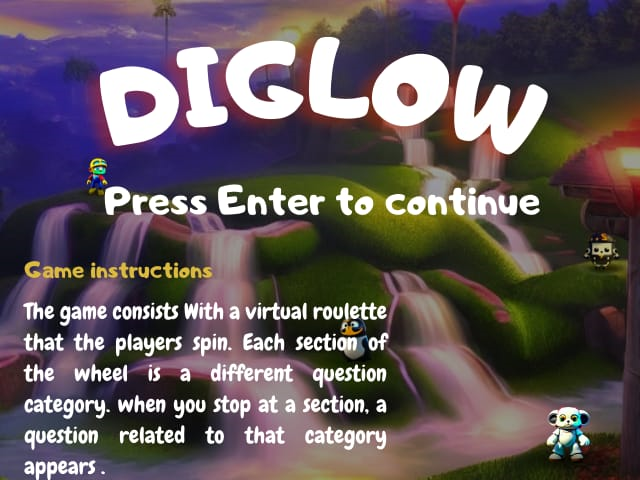 DIGLOW
Press Enter to continue
Game instructions
The game consists With a virtual roulette
that the players spin. Each section of
the wheel is a different question
category. when you stop at a section, a
question related to that category
appears .